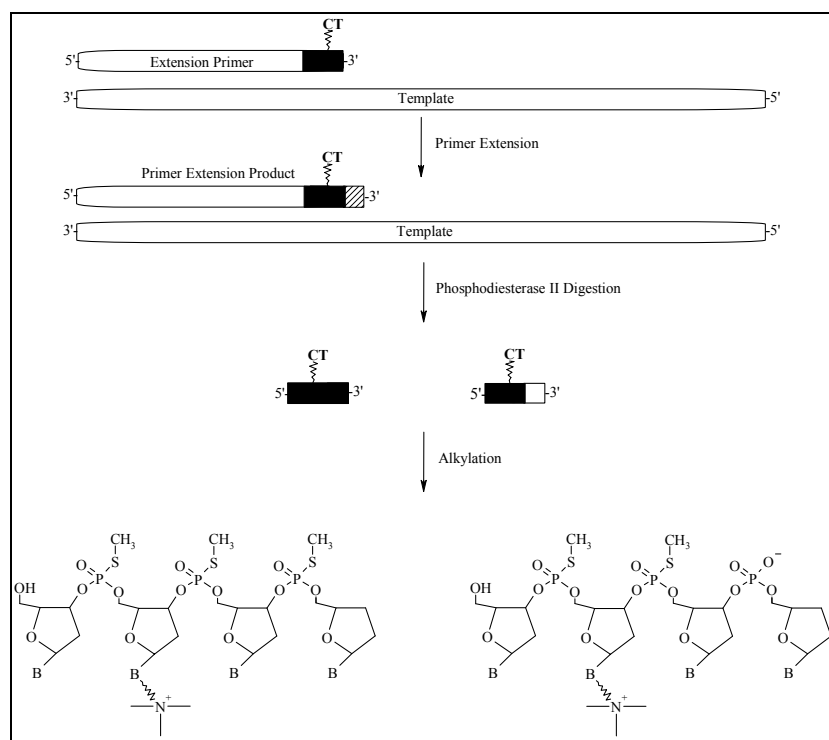 CT
5'
Extension Primer
-3'
3'-
Template
-5'
Primer Extension
CT
Primer Extension Product
5'-
-3'
3'-
Template
-5'
Phosphodiesterase II Digestion
CT
CT
5'-
-3'
5'-
-3'
Alkylation
CH3
CH3
CH3
CH3
CH3
S
S
S
S
S
O−
O
P
O
P
O
P
O
P
O
P
O
P
OH
O
O
O
O
O
O
OH
O
O
O
O
O
O
O
O
O
O
O
O
O
O
B
B
B
B
B
B
B
B
N+
N+